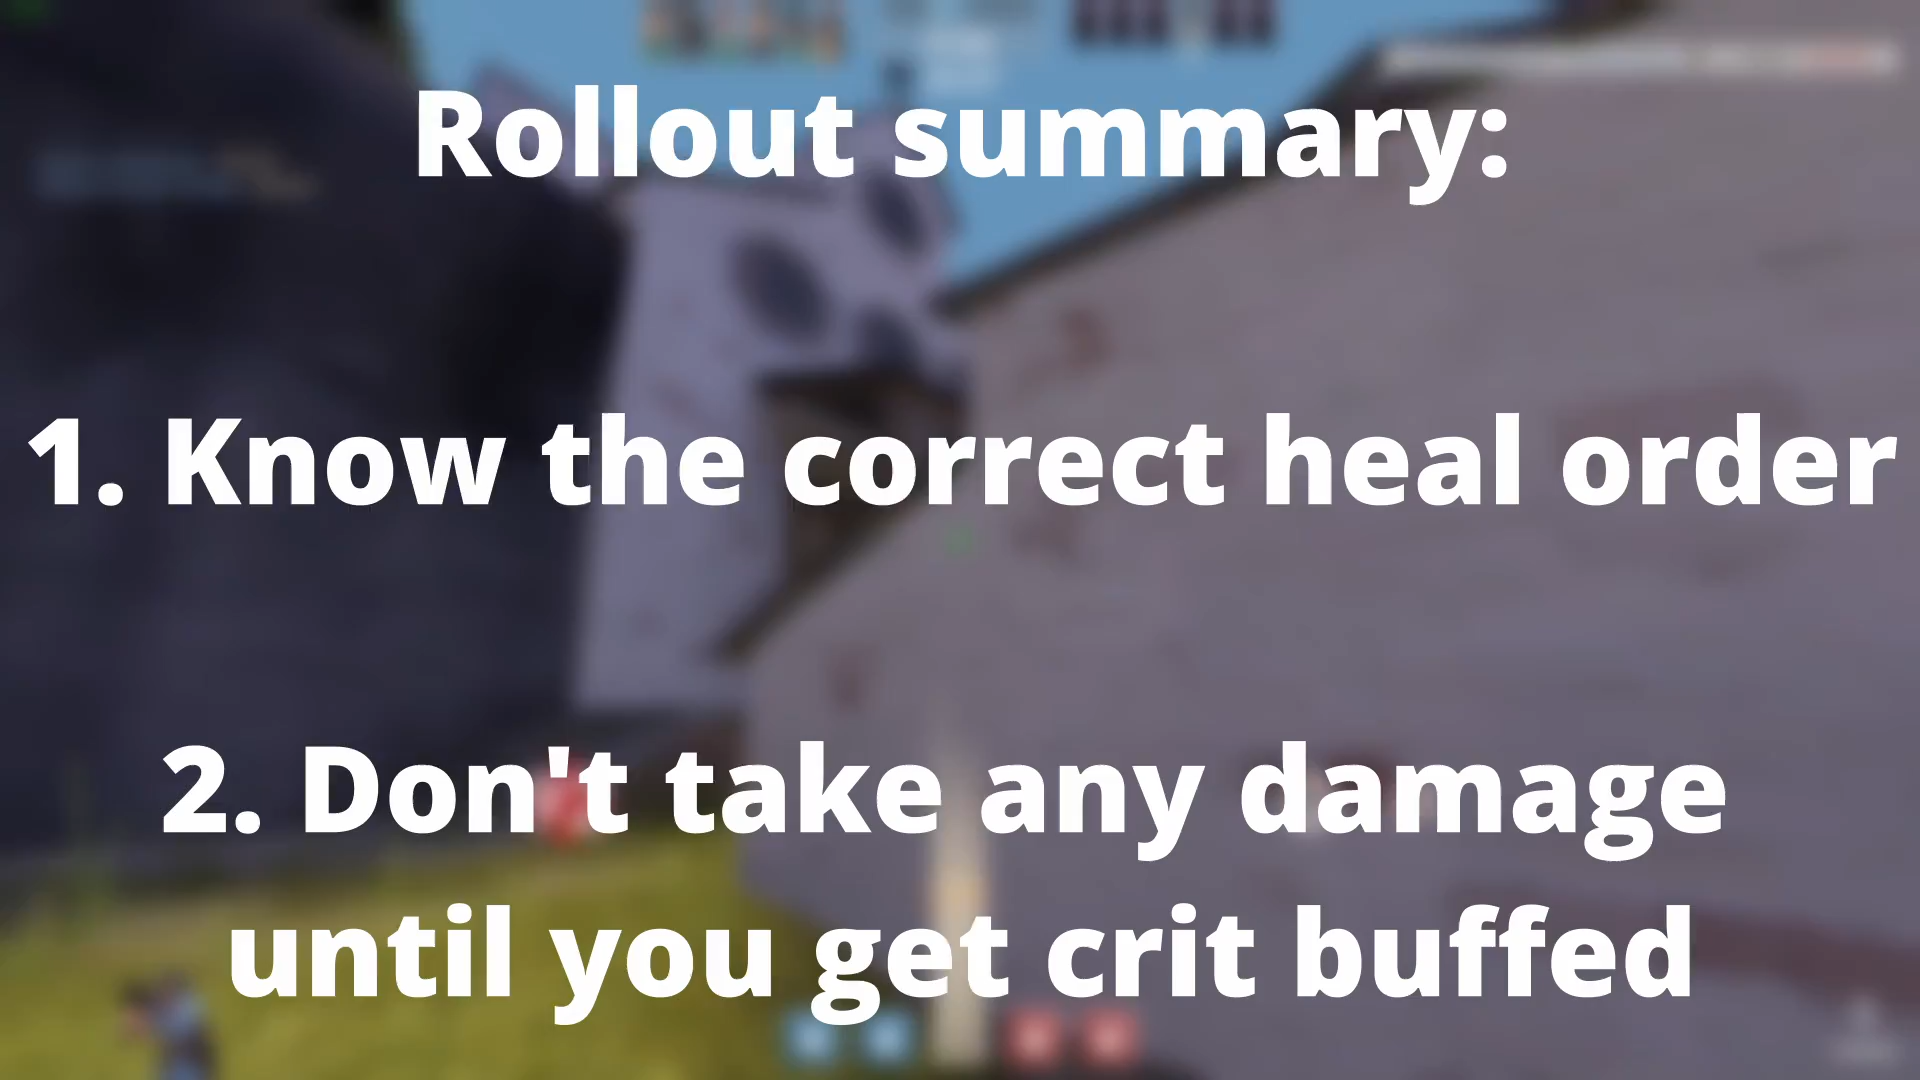 Rollout summary:
1. Know the correct heal order
2. Don't take any damage
until you get crit buffed